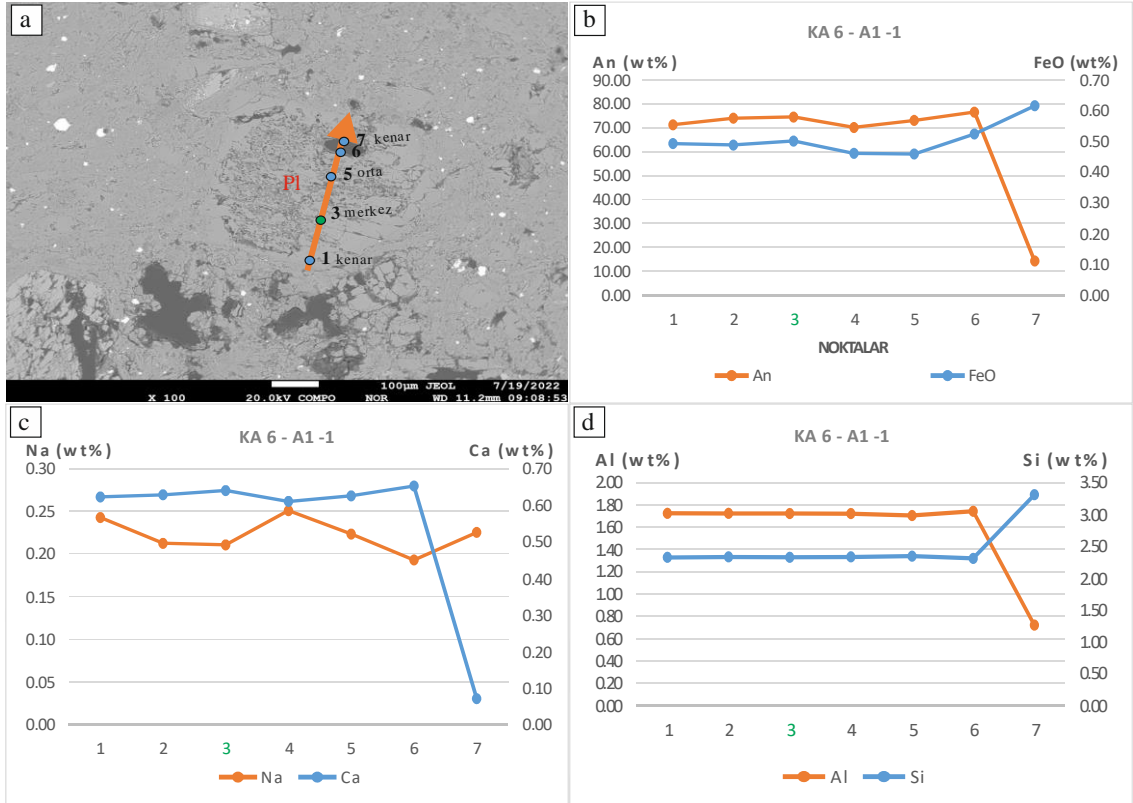 a
7 kenar
6
5 orta
Pl
3 merkez
1 kenar
100μm JEOL 7/19/2022
X 100 20.0kV COMPO NOR WD 11.2mm 09:08:53
b
KA 6 - A1 -1
An (wt%) FeO (wt%)
90.00 0.70
80.00 0.60
70.00 0.50
60.00 0.40
50.00 0.30
40.00 0.20
30.00 0.10
20.00 0.00
10.00
0.00
1 2 3 4 5 6 7
NOKTALAR
An FeO
c
KA 6 - A1 -1
Na (wt%) Ca (wt%)
0.30 0.70
0.25 0.60
0.20 0.50
0.15 0.40
0.10 0.30
0.05 0.20
0.00 0.10
0.00
1 2 3 4 5 6 7
Na Ca
d
KA 6 - A1 -1
Al (wt%) Si (wt%)
2.00 3.50
1.80 3.00
1.60 2.50
1.40 2.00
1.20 1.50
1.00 1.00
0.80 0.50
0.60 0.00
0.40
0.20
0.00
1 2 3 4 5 6 7
Al Si